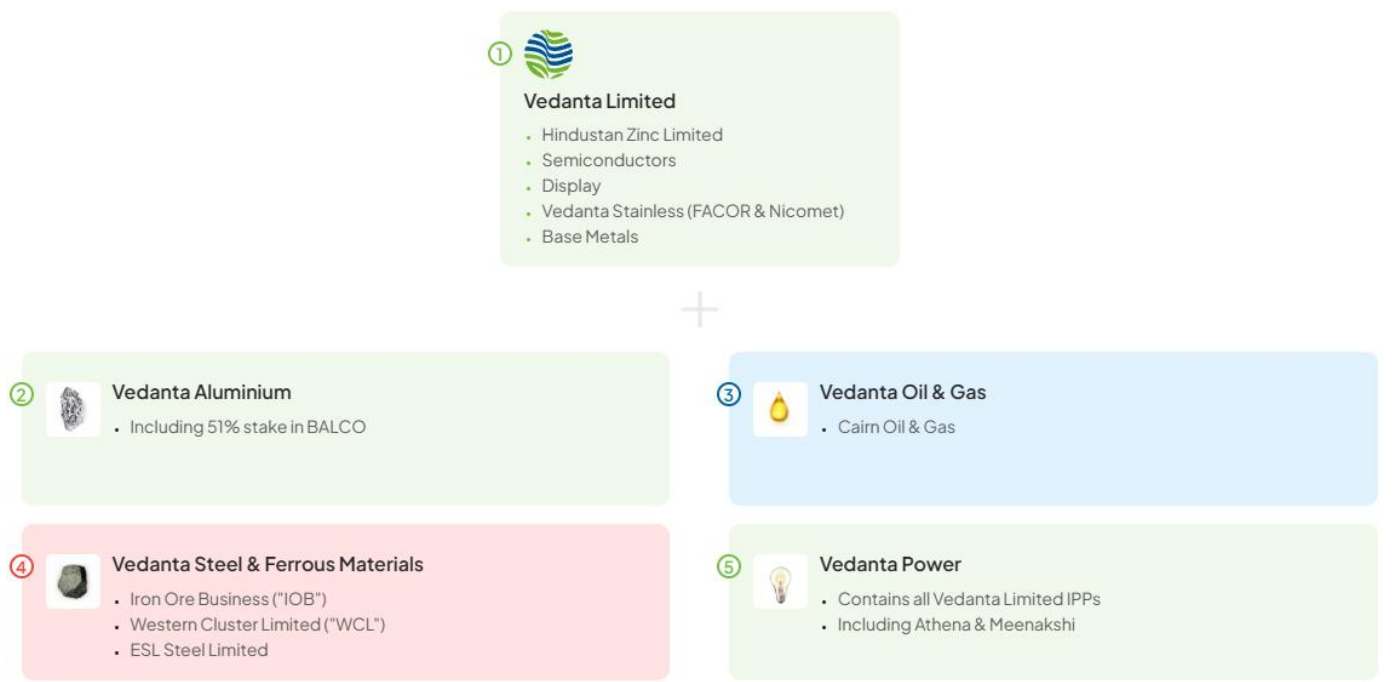 ①
Vedanta Limited
• Hindustan Zinc Limited
• Semiconductors
• Display
• Vedanta Stainless (FACOR & Nicomet)
• Base Metals
+
②
Vedanta Aluminium
• Including 51% stake in BALCO
③
Vedanta Oil & Gas
• Cairn Oil & Gas
④
Vedanta Steel & Ferrous Materials
• Iron Ore Business ("IOB")
• Western Cluster Limited ("WCL")
• ESL Steel Limited
⑤
Vedanta Power
• Contains all Vedanta Limited IPPs
• Including Athena & Meenakshi